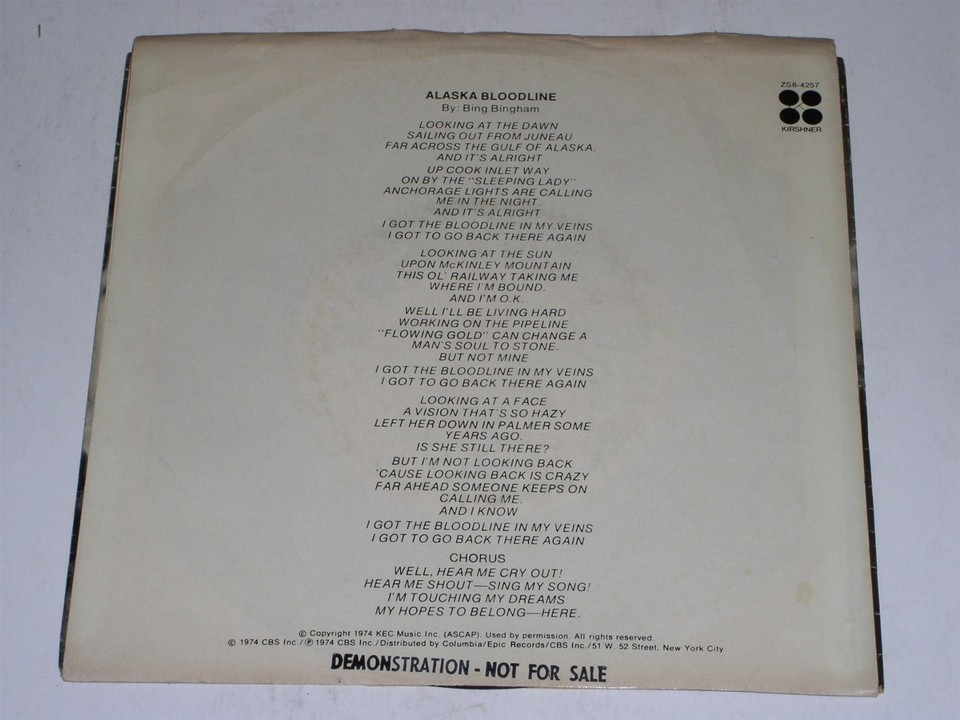 ZS8-4257
KIRSHNER
ALASKA BLOODLINE
By: Bing Bingham
LOOKING AT THE DAWN
SAILING OUT FROM JUNEAU
FAR ACROSS THE GULF OF ALASKA.
AND IT'S ALRIGHT
UP COOK INLET WAY
ON BY THE "SLEEPING LADY"
ANCHORAGE LIGHTS ARE CALLING
ME IN THE NIGHT.
AND IT'S ALRIGHT
I GOT THE BLOODLINE IN MY VEINS
I GOT TO GO BACK THERE AGAIN
LOOKING AT THE SUN
UPON McKINLEY MOUNTAIN
THIS OL' RAILWAY TAKING ME
WHERE I'M BOUND.
AND I'M O.K.
WELL I'LL BE LIVING HARD
WORKING ON THE PIPELINE
"FLOWING GOLD" CAN CHANGE A
MAN'S SOUL TO STONE.
BUT NOT MINE
I GOT THE BLOODLINE IN MY VEINS
I GOT TO GO BACK THERE AGAIN
LOOKING AT A FACE
A VISION THAT'S SO HAZY
LEFT HER DOWN IN PALMER SOME
YEARS AGO.
IS SHE STILL THERE?
BUT I'M NOT LOOKING BACK
'CAUSE LOOKING BACK IS CRAZY
FAR AHEAD SOMEONE KEEPS ON
CALLING ME.
AND I KNOW
I GOT THE BLOODLINE IN MY VEINS
I GOT TO GO BACK THERE AGAIN
CHORUS
WELL, HEAR ME CRY OUT!
HEAR ME SHOUT—SING MY SONG!
I'M TOUCHING MY DREAMS
MY HOPES TO BELONG—HERE.
© Copyright 1974 KEC Music Inc. (ASCAP). Used by permission. All rights reserved.
© 1974 CBS Inc./℗ 1974 CBS Inc./Distributed by Columbia/Epic Records/CBS Inc./51 W. 52 Street, New York City
DEMONSTRATION - NOT FOR SALE